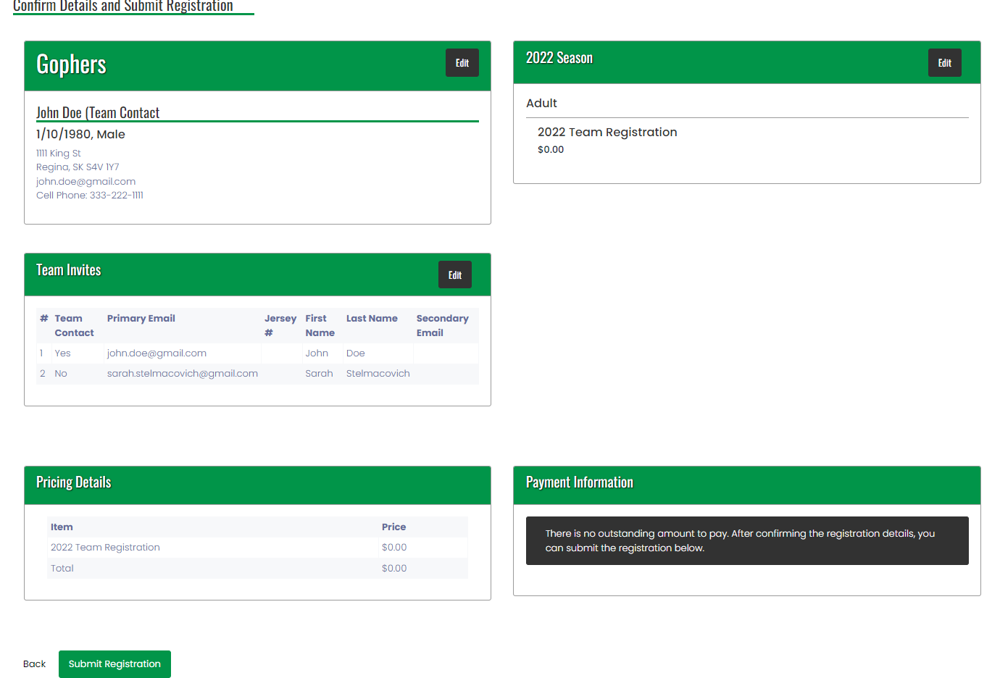 Confirm Details and Submit Registration
Gophers
Edit
John Doe (Team Contact
1/10/1980, Male
1111 King St
Regina, SK S4V 1Y7
john.doe@gmail.com
Cell Phone: 333-222-1111
2022 Season
Edit
Adult
2022 Team Registration
$0.00
Team Invites
Edit
# Team Contact Primary Email Jersey # First Name Last Name Secondary Email
1 Yes john.doe@gmail.com John Doe
2 No sarah.stelmacovich@gmail.com Sarah Stelmacovich
Pricing Details
Item Price
2022 Team Registration $0.00
Total $0.00
Payment Information
There is no outstanding amount to pay. After confirming the registration details, you
can submit the registration below.
Back Submit Registration